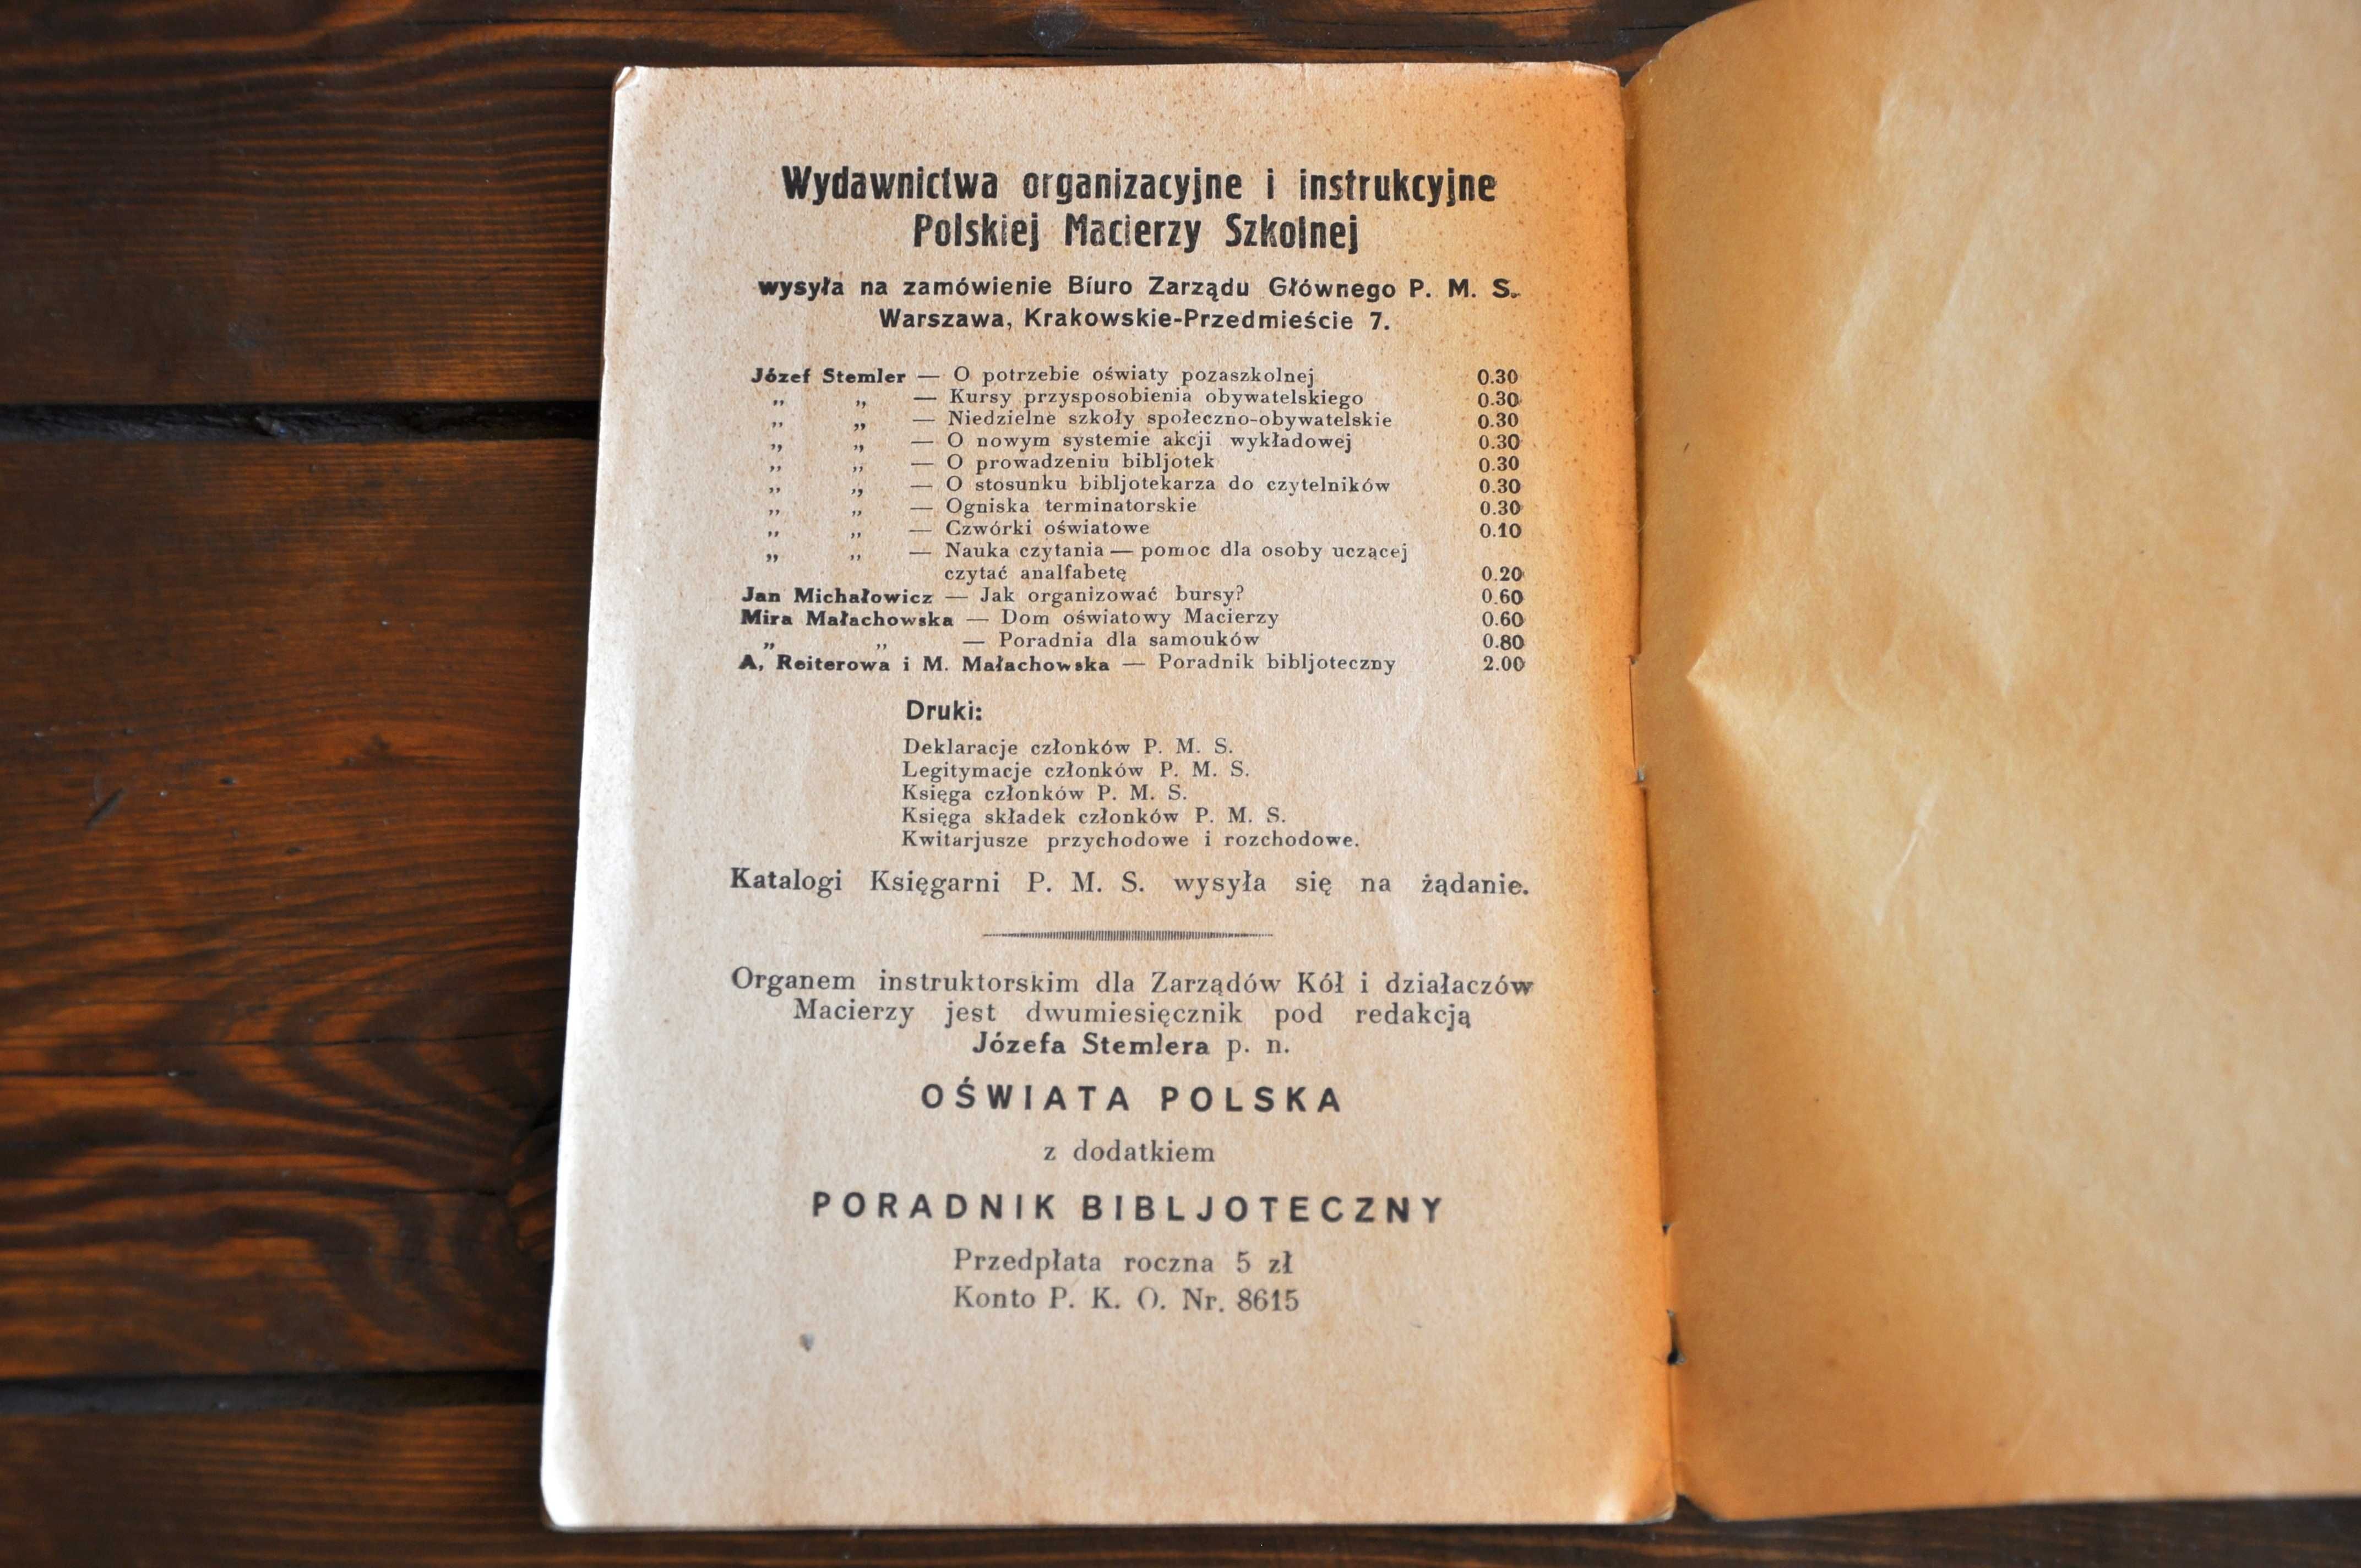 Wydawnictwa organizacyjne i instrukcyjne
Polskiej Macierzy Szkolnej
wysyła na zamówienie Biuro Zarządu Głównego P. M. S.
Warszawa, Krakowskie-Przedmieście 7.
Józef Stemler — O potrzebie oświaty pozaszkolnej 0.30
„ „ — Kursy przysposobienia obywatelskiego 0.30
„ „ — Niedzielne szkoły społeczno-obywatelskie 0.30
„ „ — O nowym systemie akcji wykładowej 0.30
„ „ — O prowadzeniu bibljotek 0.30
„ „ — O stosunku bibljotekarza do czytelników 0.30
„ „ — Ogniska terminatorskie 0.30
„ „ — Czwórki oświatowe 0.10
„ „ — Nauka czytania — pomoc dla osoby uczącej
czytać analfabetę 0.20
Jan Michałowicz — Jak organizować bursy? 0.60
Mira Małachowska — Dom oświatowy Macierzy 0.60
„ „ — Poradnia dla samouków 0.80
A, Reiterowa i M. Małachowska — Poradnik bibljoteczny 2.00
Druki:
Deklaracje członków P. M. S.
Legitymacje członków P. M. S.
Księga członków P. M. S.
Księga składek członków P. M. S.
Kwitarjusze przychodowe i rozchodowe.
Katalogi Księgarni P. M. S. wysyła się na żądanie.
Organem instruktorskim dla Zarządów Kół i działaczów
Macierzy jest dwumiesięcznik pod redakcją
Józefa Stemlera p. n.
OŚWIATA POLSKA
z dodatkiem
PORADNIK BIBLJOTECZNY
Przedpłata roczna 5 zł
Konto P. K. O. Nr. 8615